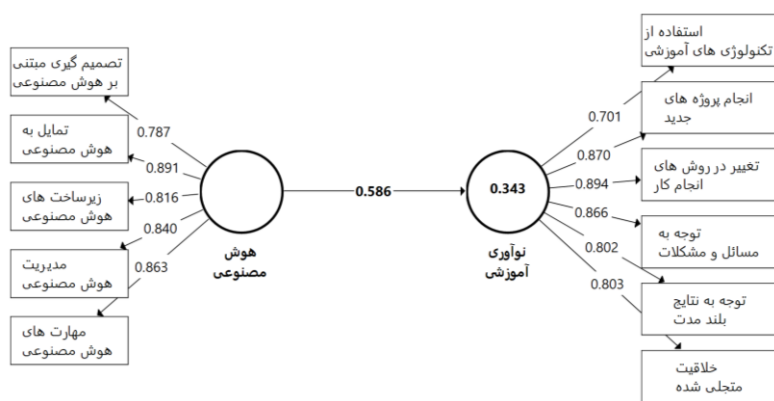 تصمیم گیری مبتنی
بر هوش مصنوعی
تمایل به
هوش مصنوعی
زیرساخت های
هوش مصنوعی
مدیریت
هوش مصنوعی
مهارت های
هوش مصنوعی
0.787
0.891
0.816
0.840
0.863
هوش
مصنوعی
0.586
0.343
نوآوری
آموزشی
0.701
0.870
0.894
0.866
0.802
0.803
استفاده از
تکنولوژی های آموزشی
انجام پروژه های
جدید
تغییر در روش های
انجام کار
توجه به
مسائل و مشکلات
توجه به نتایج
بلند مدت
خلاقیت
متجلی شده